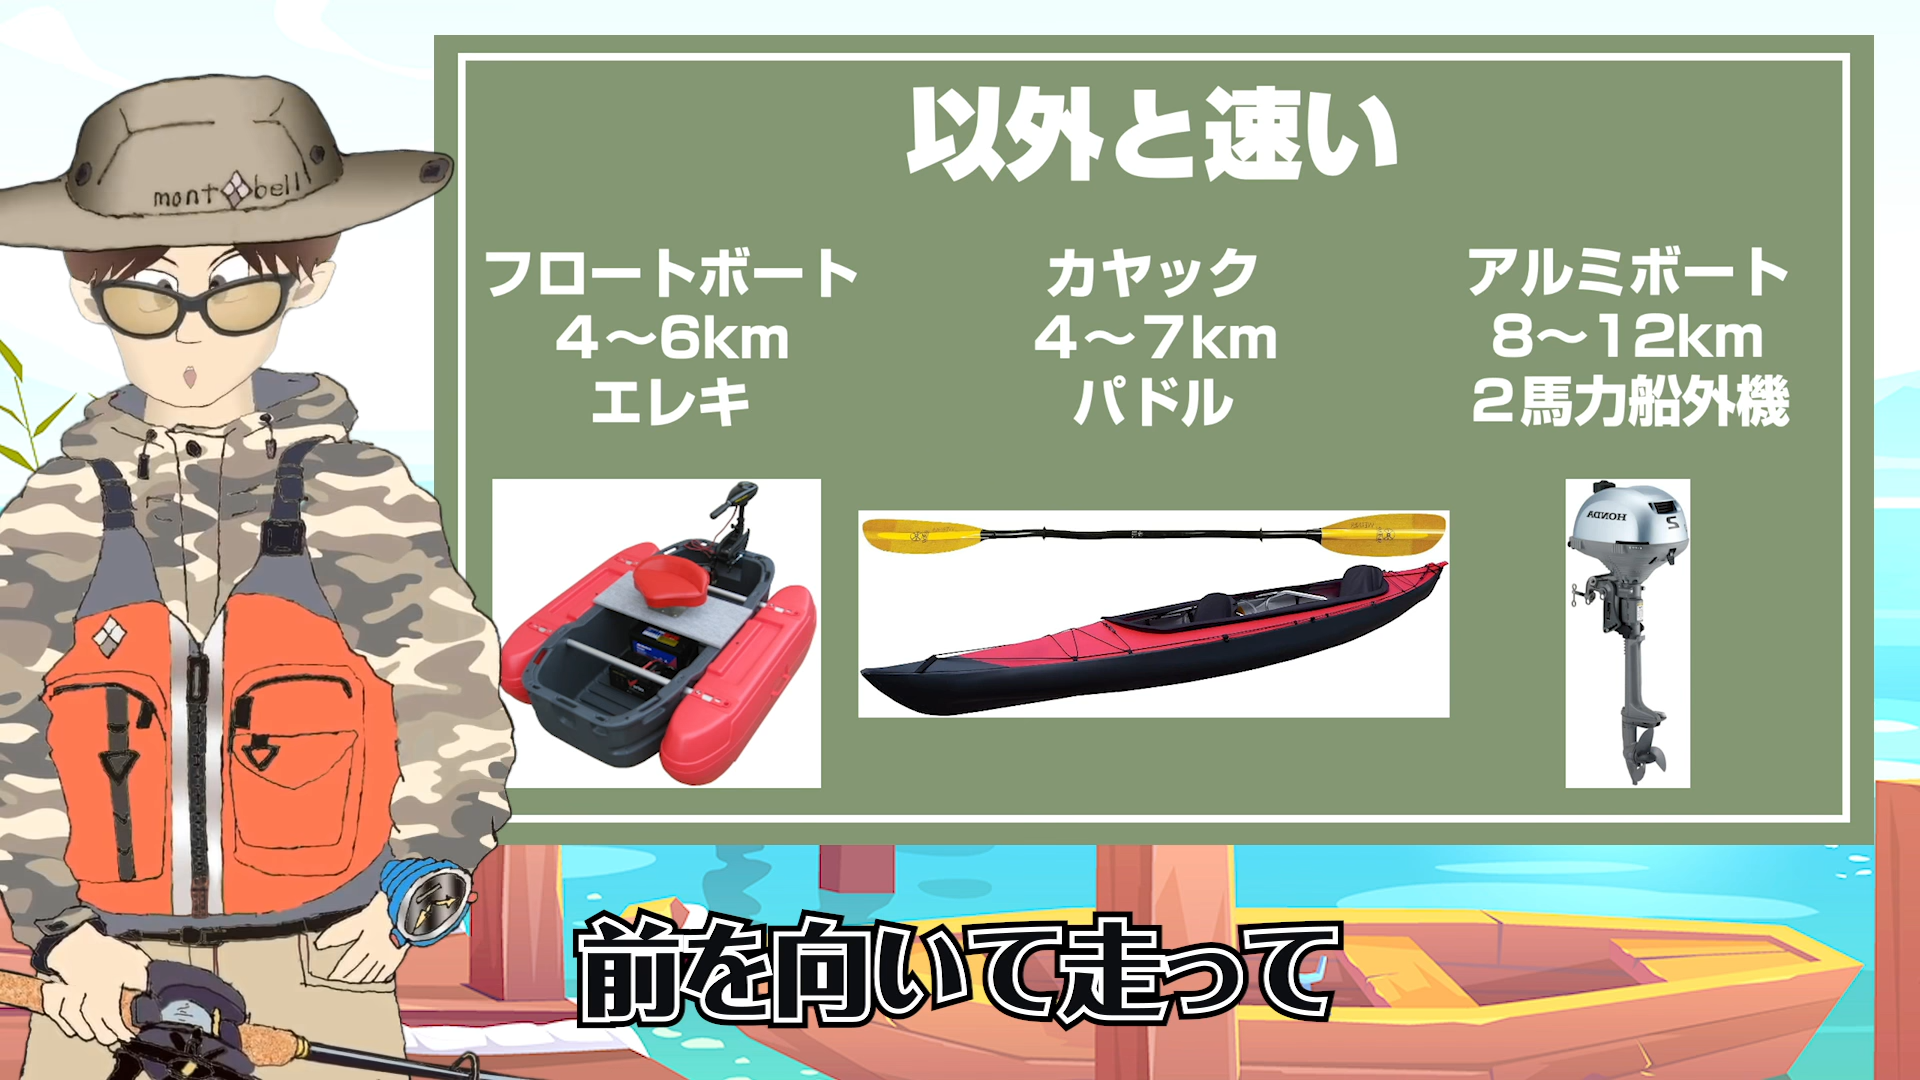 以外と速い
フロートボート
4～6km
エレキ
カヤック
4～7km
パドル
アルミボート
8～12km
2馬力船外機
mont bell
HONDA
2
前を向いて走って